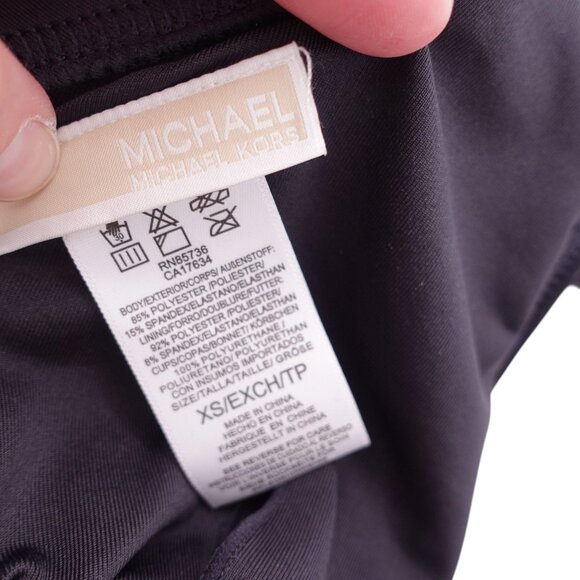 MICHAEL
MICHAEL KORS
30
RN85736
CA17634
BODY/EXTERIOR/CORPS/ AUßENSTOFF:
85% POLYESTER /POLIESTER/
15% SPANDEX/ELASTANO/ELASTHAN
LINING/FORRO/DOUBLURE/FUTTER:
92% POLYESTER /POLIESTER/
8% SPANDEX/ELASTANO/ELASTHAN
CUPS/COPAS/BONNET/ KÖRBCHEN
100% POLYURETHANE /
POLIURETANO/ POLYURETHAN
SIN USO IMPORTADOS
SIZE/TALLA/TAILLE/ GRÖßE
XS/EXCH/TP
MADE IN CHINA
HECHO EN CHINA
FABRIQUÉ EN CHINE
HERGESTELLT IN CHINA
SEE REVERSE FOR CARE